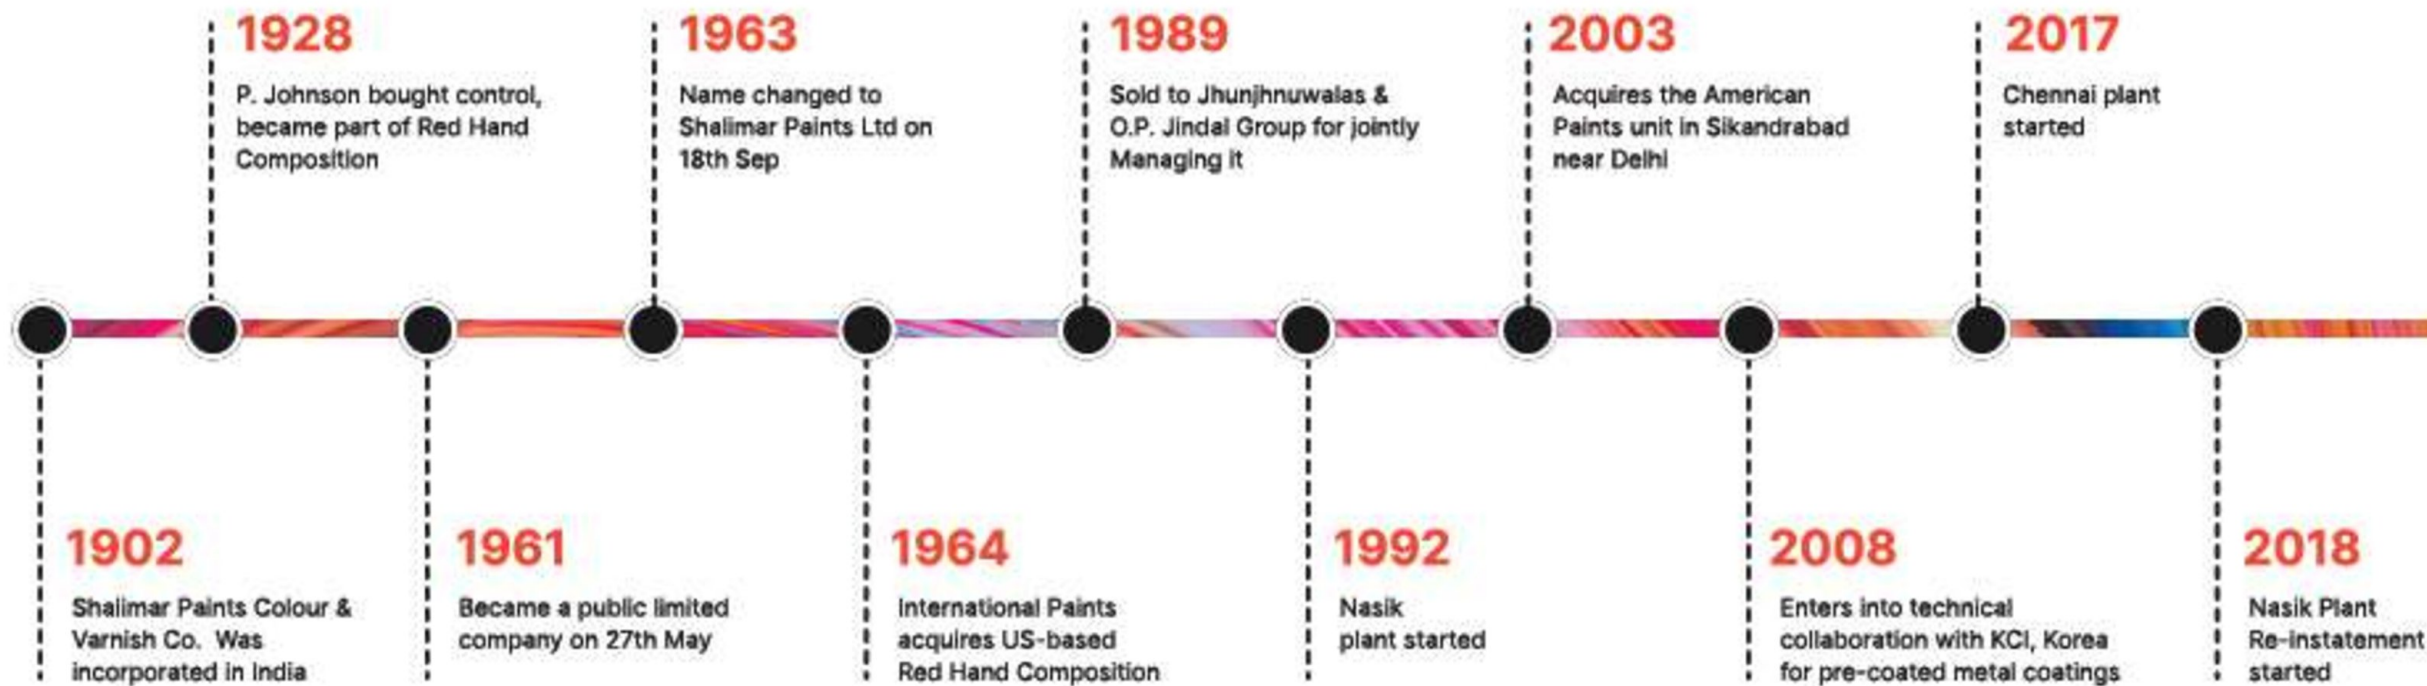 1928
P. Johnson bought control,
became part of Red Hand
Composition
1963
Name changed to
Shalimar Paints Ltd on
18th Sep
1989
Sold to Jhunjhnuwalas &
O.P. Jindal Group for jointly
Managing it
2003
Acquires the American
Paints unit in Sikandrabad
near Delhi
2017
Chennai plant
started
1902
Shalimar Paints Colour &
Varnish Co. Was
incorporated in India
1961
Became a public limited
company on 27th May
1964
International Paints
acquires US-based
Red Hand Composition
1992
Nasik
plant started
2008
Enters into technical
collaboration with KCI, Korea
for pre-coated metal coatings
2018
Nasik Plant
Re-instatement
started